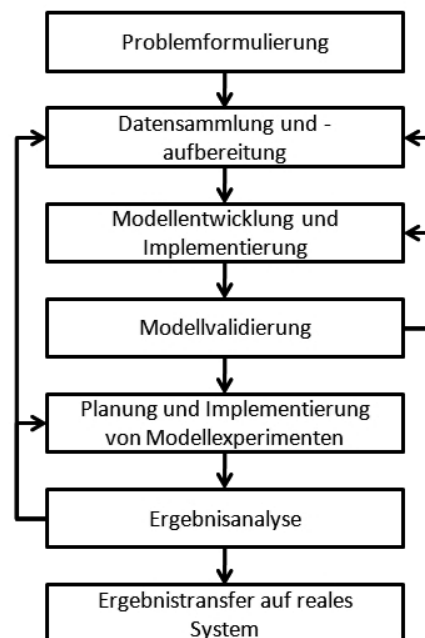 Problemformulierung
Datensammlung und -
aufbereitung
Modellentwicklung und
Implementierung
Modellvalidierung
Planung und Implementierung
von Modellexperimenten
Ergebnisanalyse
Ergebnistransfer auf reales
System